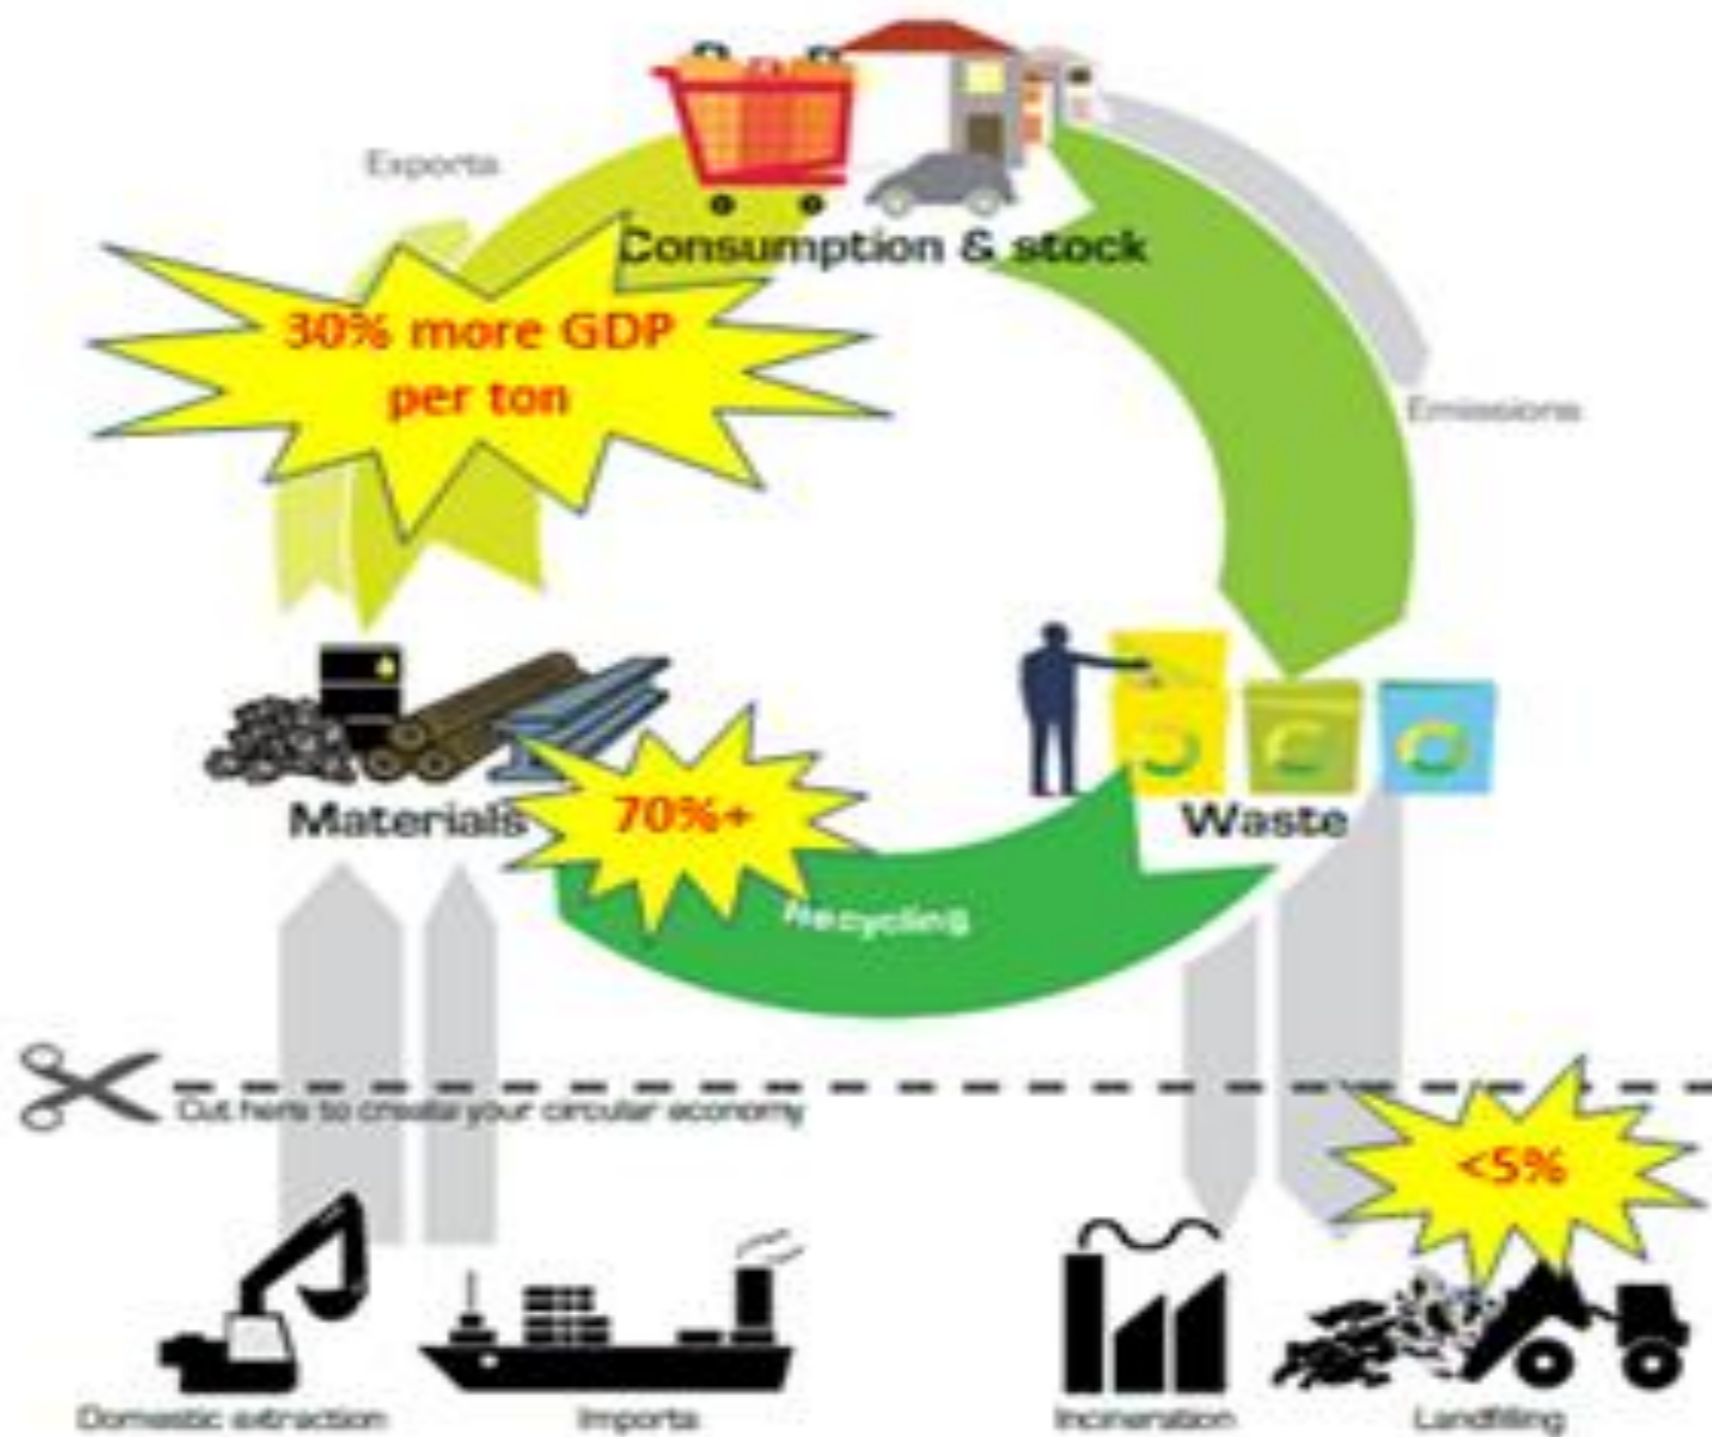 Exports
Consumption & stock
30% more GDP
per ton
Emissions
70%+
Materials
Waste
Recycling
Cut here to create your circular economy
<5%
Domestic extraction
Imports
Incineration
Landfilling